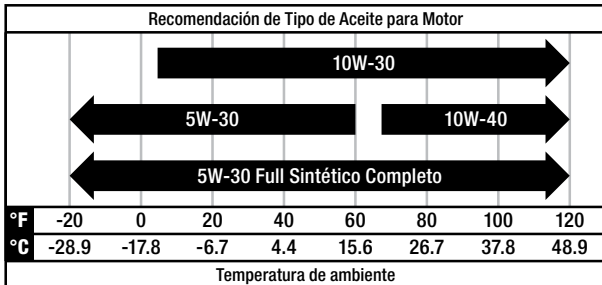 Recomendación de Tipo de Aceite para Motor
10W-30
5W-30 10W-40
5W-30 Full Sintético Completo
°F -20 0 20 40 60 80 100 120
°C -28.9 -17.8 -6.7 4.4 15.6 26.7 37.8 48.9
Temperatura de ambiente